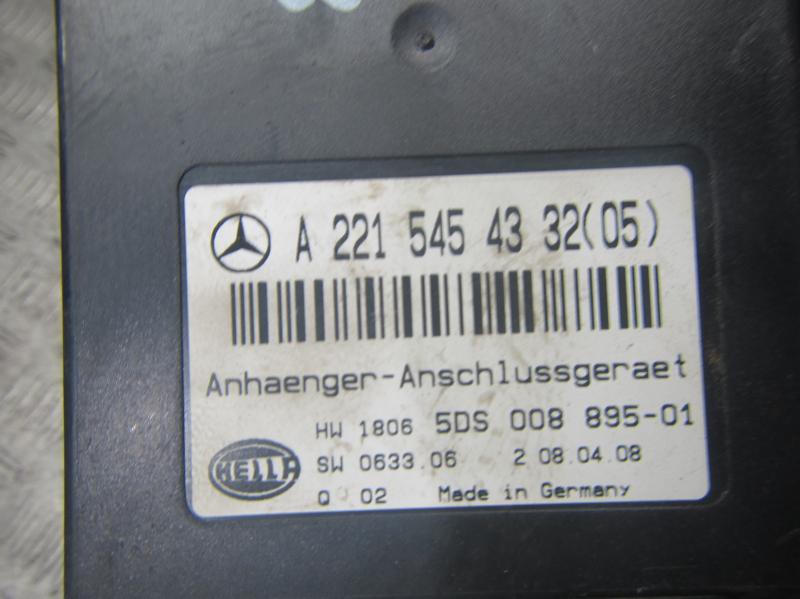 A 221 545 43 32(05)
Anhaenger-Anschlussgeraet
HW 1806 5DS 008 895-01
HELLA
SW 0633.06 2 08.04.08
Q 02 Made in Germany